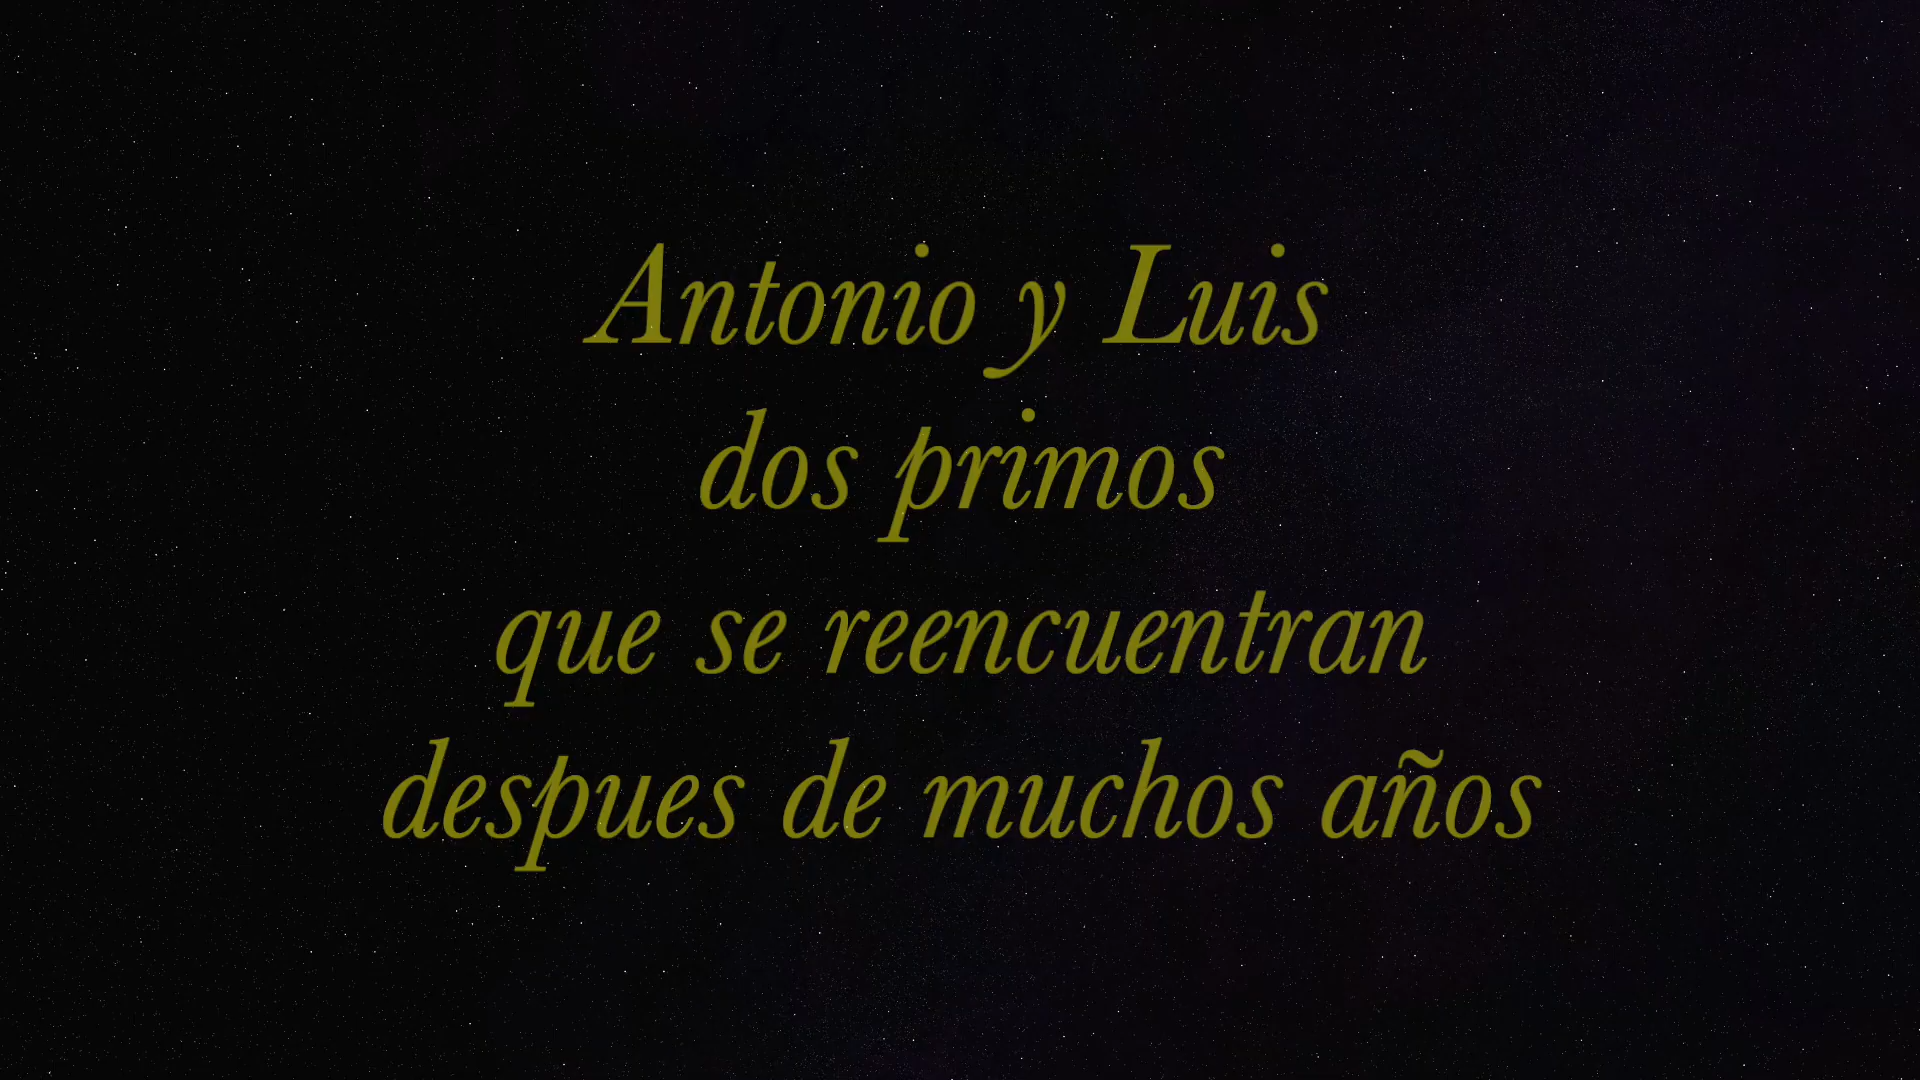 Antonio y Luis
dos primos
que se reencuentran
despues de muchos años